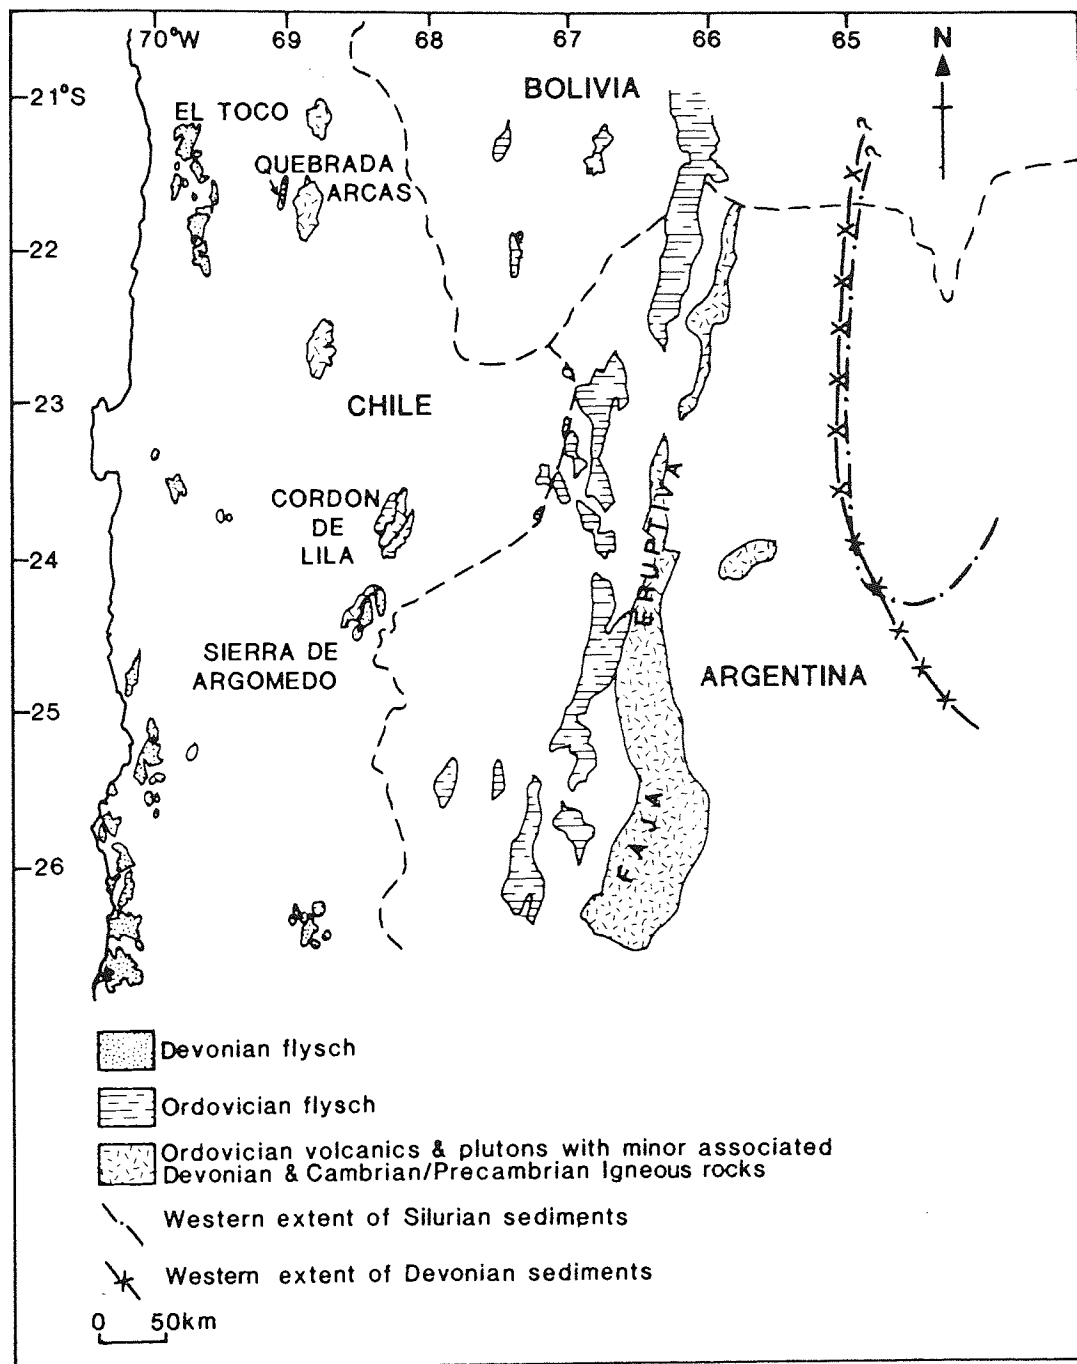 70°W 69 68 67 66 65 N
21°S
BOLIVIA
EL TOCO
QUEBRADA
ARCAS
22
23
CHILE
CORDON
DE
LILA
24
FAJA ERUPTIVA
SIERRA DE
ARGOMEDO
ARGENTINA
25
26
? ?
Devonian flysch
Ordovician flysch
Ordovician volcanics & plutons with minor associated
Devonian & Cambrian/Precambrian Igneous rocks
Western extent of Silurian sediments
Western extent of Devonian sediments
0 50km